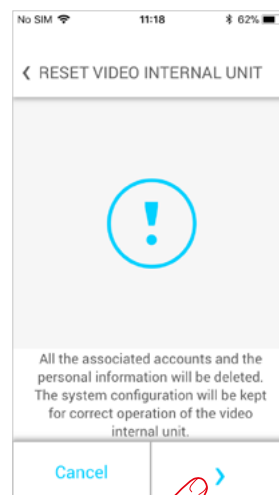 No SIM 11:18 62%
RESET VIDEO INTERNAL UNIT
All the associated accounts and the
personal information will be deleted.
The system configuration will be kept
for correct operation of the video
internal unit.
Cancel